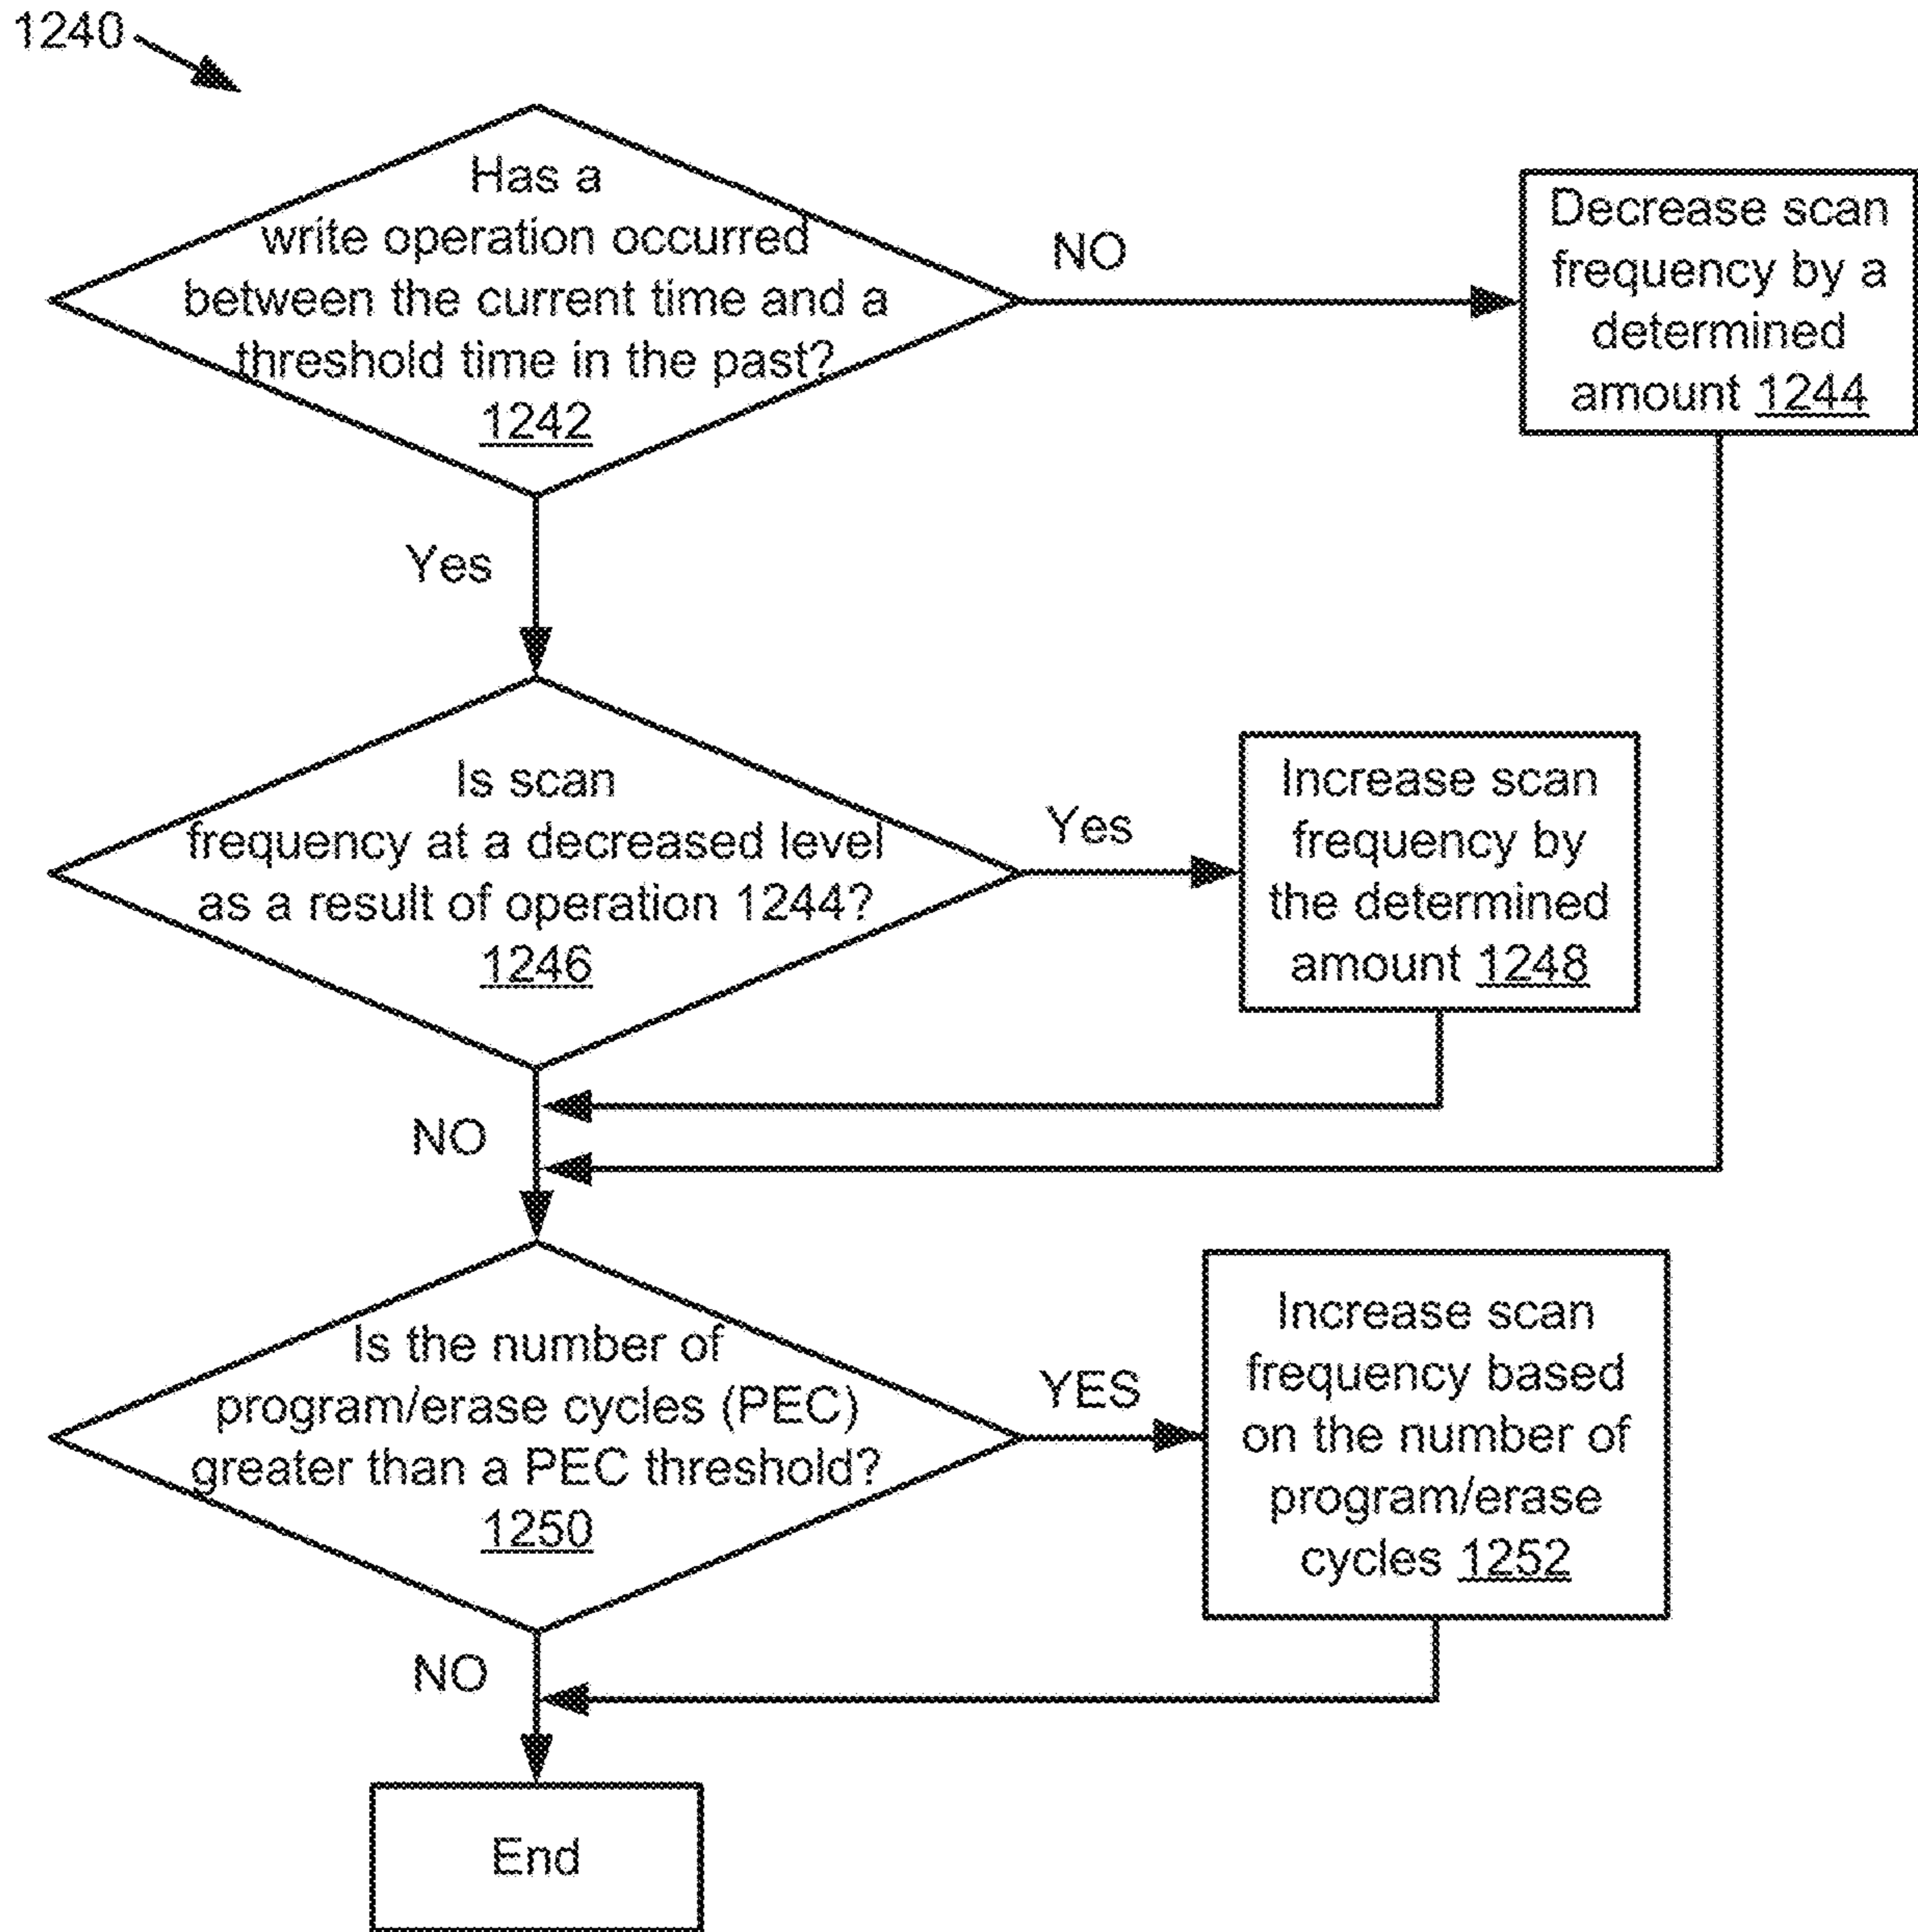 1240
Has a
write operation occurred
between the current time and a
threshold time in the past?
1242
NO
Decrease scan
frequency by a
determined
amount 1244
Yes
Is scan
frequency at a decreased level
as a result of operation 1244?
1246
Yes
Increase scan
frequency by
the determined
amount 1248
NO
Is the number of
program/erase cycles (PEC)
greater than a PEC threshold?
1250
YES
Increase scan
frequency based
on the number of
program/erase
cycles 1252
NO
End